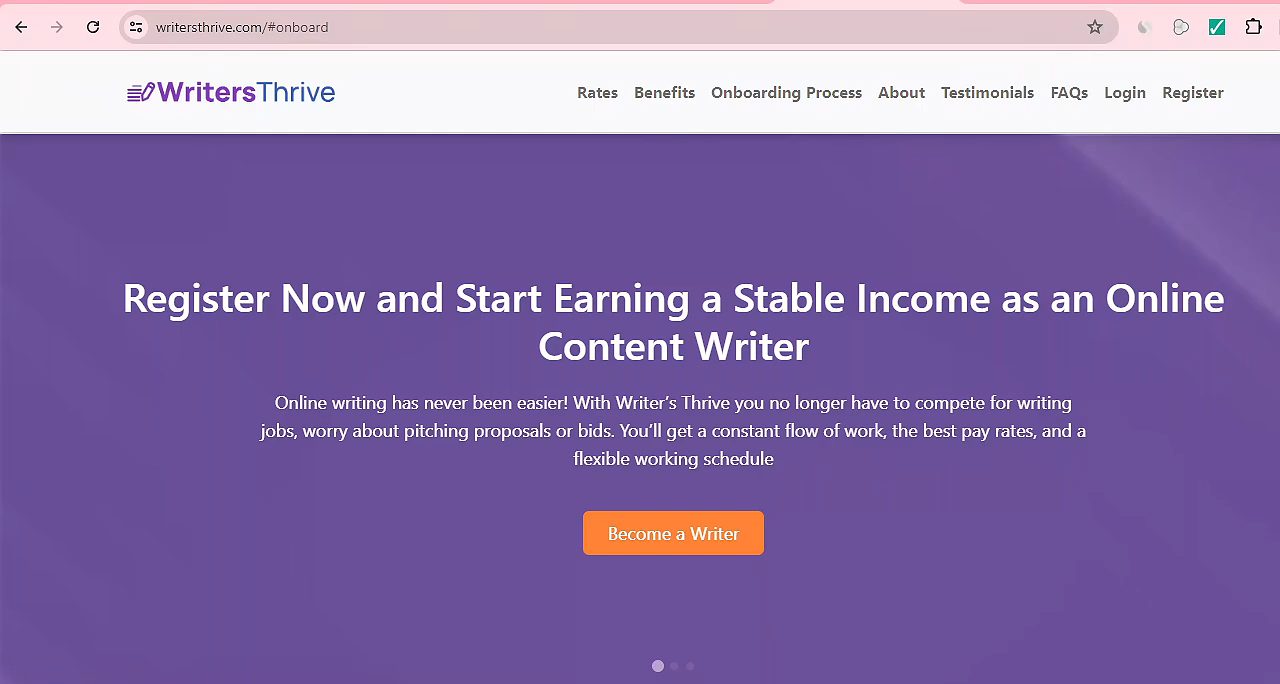 writersthrive.com/#onboard
WritersThrive
Rates Benefits Onboarding Process About Testimonials FAQs Login Register
Register Now and Start Earning a Stable Income as an Online
Content Writer
Online writing has never been easier! With Writer’s Thrive you no longer have to compete for writing
jobs, worry about pitching proposals or bids. You’ll get a constant flow of work, the best pay rates, and a
flexible working schedule
Become a Writer